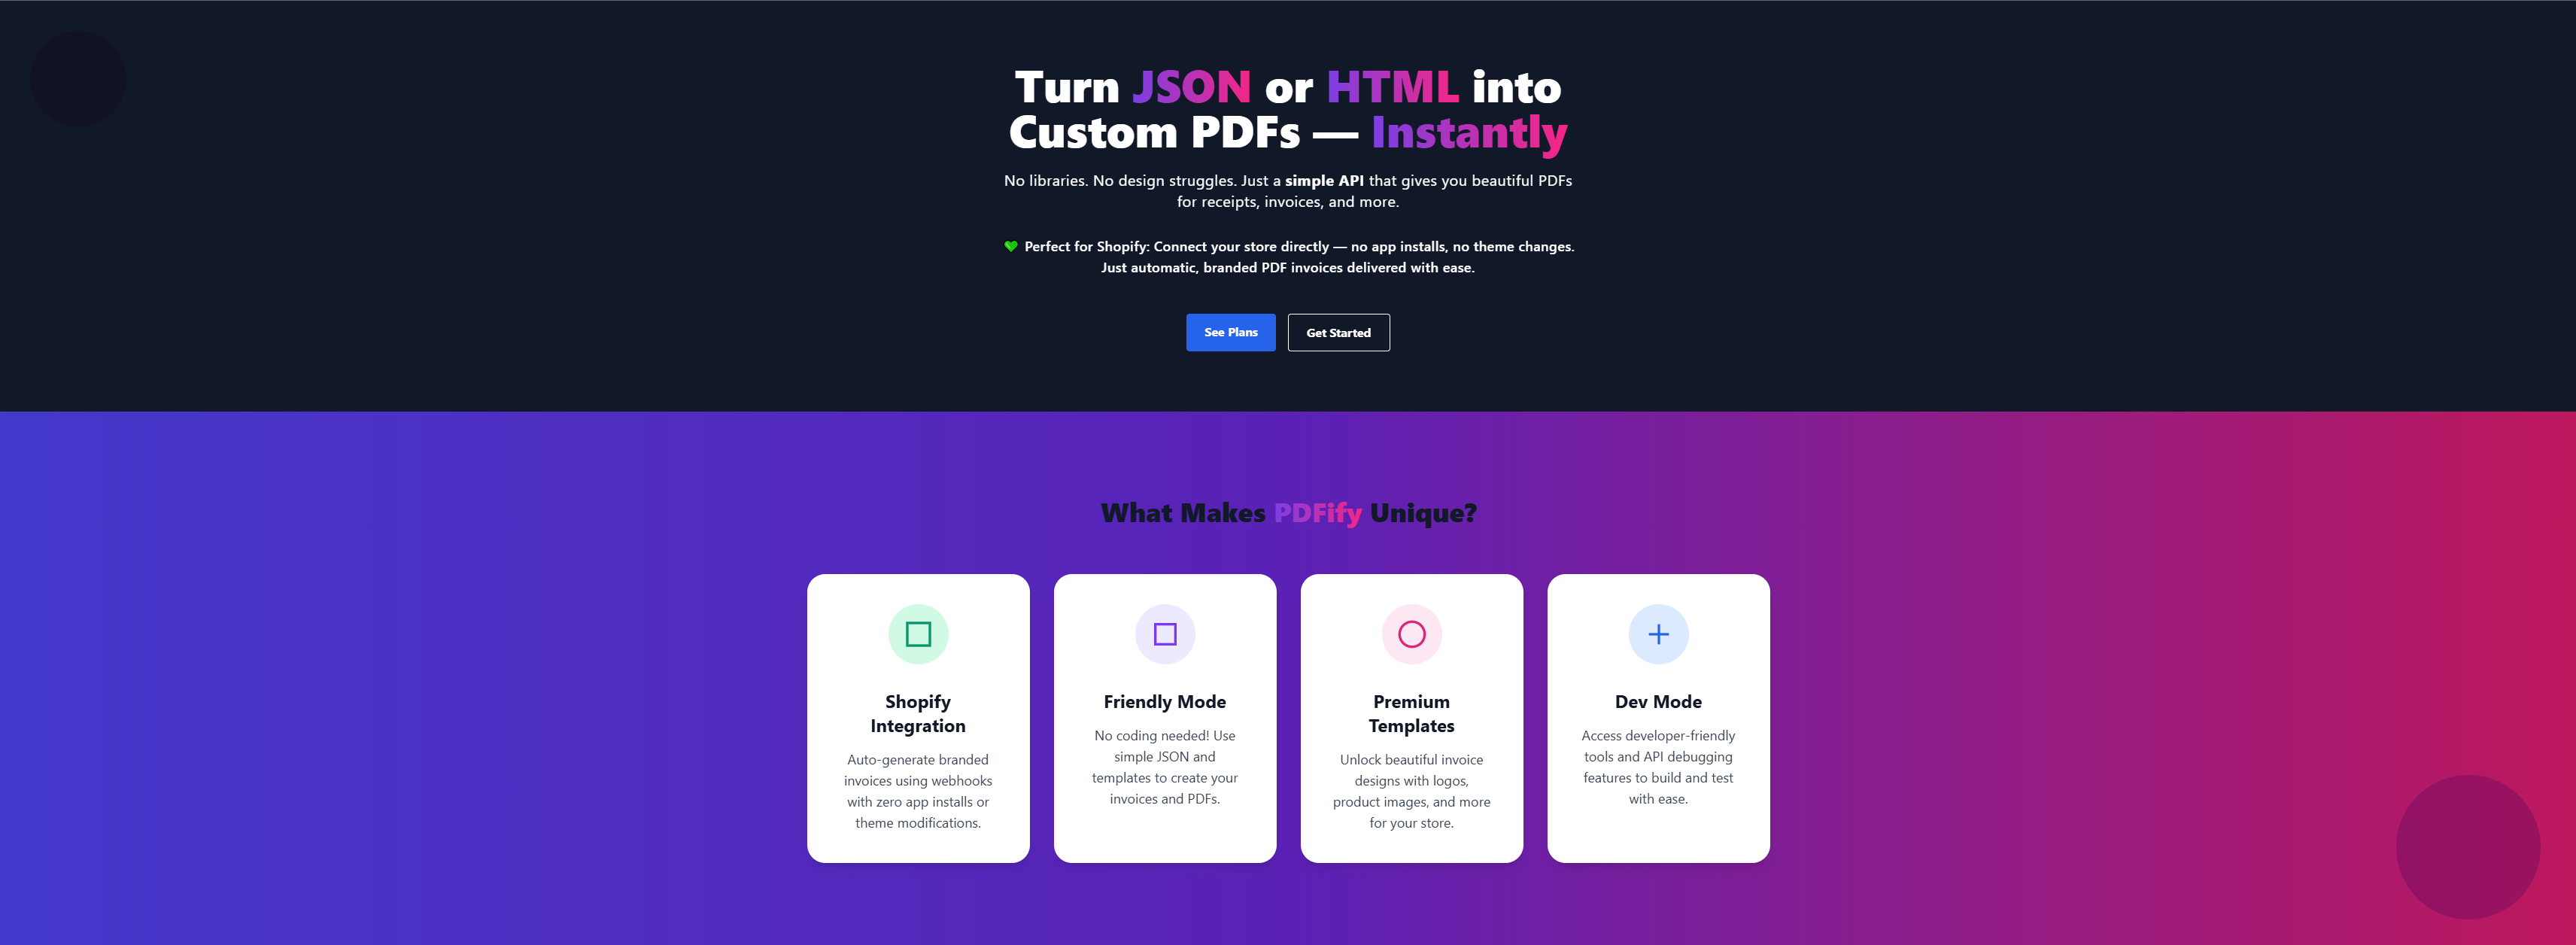 Turn JSON or HTML into
Custom PDFs — Instantly
No libraries. No design struggles. Just a simple API that gives you beautiful PDFs
for receipts, invoices, and more.
Perfect for Shopify: Connect your store directly — no app installs, no theme changes.
Just automatic, branded PDF invoices delivered with ease.
See Plans
Get Started
What Makes PDFify Unique?
Shopify
Integration
Auto-generate branded
invoices using webhooks
with zero app installs or
theme modifications.
Friendly Mode
No coding needed! Use
simple JSON and
templates to create your
invoices and PDFs.
Premium
Templates
Unlock beautiful invoice
designs with logos,
product images, and more
for your store.
Dev Mode
Access developer-friendly
tools and API debugging
features to build and test
with ease.